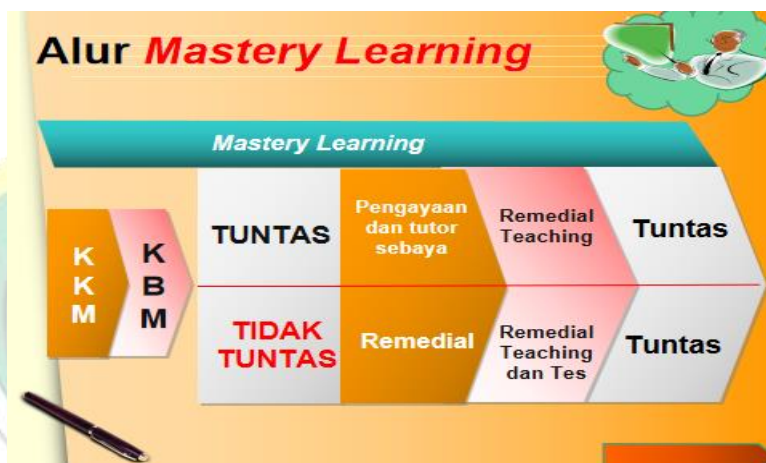 Alur Mastery Learning
Mastery Learning
K
K
M
K
B
M
TUNTAS
Pengayaan
dan tutor
sebaya
Remedial
Teaching
Tuntas
TIDAK
TUNTAS
Remedial
Remedial
Teaching
dan Tes
Tuntas